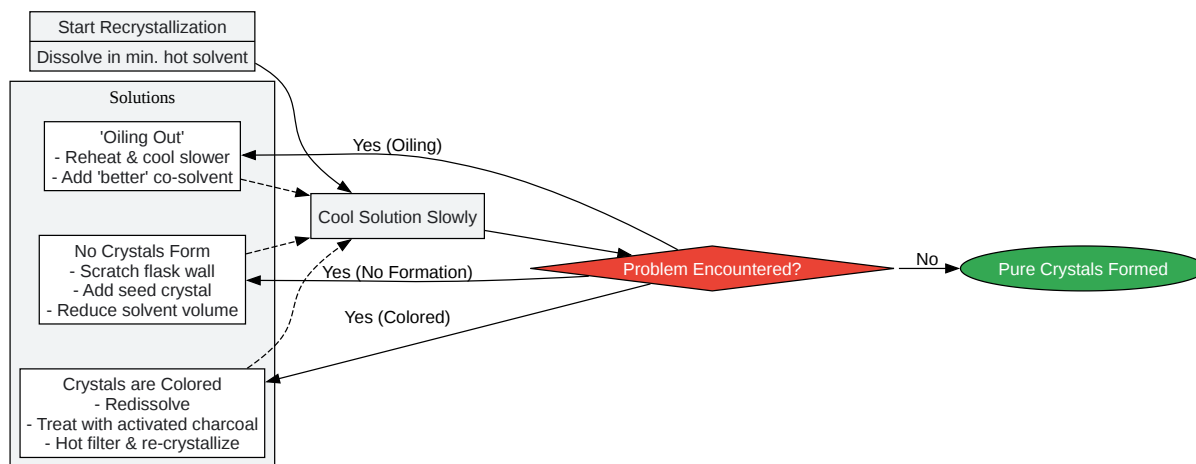 Start Recrystallization
Dissolve in min. hot solvent
Solutions
'Oiling Out'
- Reheat & cool slower
- Add 'better' co-solvent
No Crystals Form
- Scratch flask wall
- Add seed crystal
- Reduce solvent volume
Crystals are Colored
- Redissolve
- Treat with activated charcoal
- Hot filter & re-crystallize
Cool Solution Slowly
Yes (Oiling)
Yes (No Formation)
Yes (Colored)
Problem Encountered?
No
Pure Crystals Formed